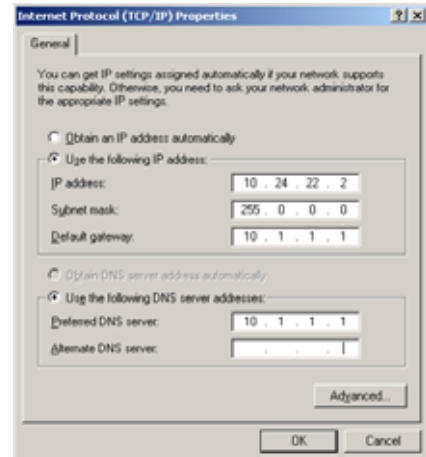 Internet Protocol (TCP/IP) Properties
General
You can get IP settings assigned automatically if your network supports
this capability. Otherwise, you need to ask your network administrator for
the appropriate IP settings.
Obtain an IP address automatically
Use the following IP address:
IP address: 10 . 24 . 22 . 2
Subnet mask: 255 . 0 . 0 . 0
Default gateway: 10 . 1 . 1 . 1
Obtain DNS server address automatically
Use the following DNS server addresses:
Preferred DNS server: 10 . 1 . 1 . 1
Alternate DNS server: . . .
Advanced...
OK Cancel